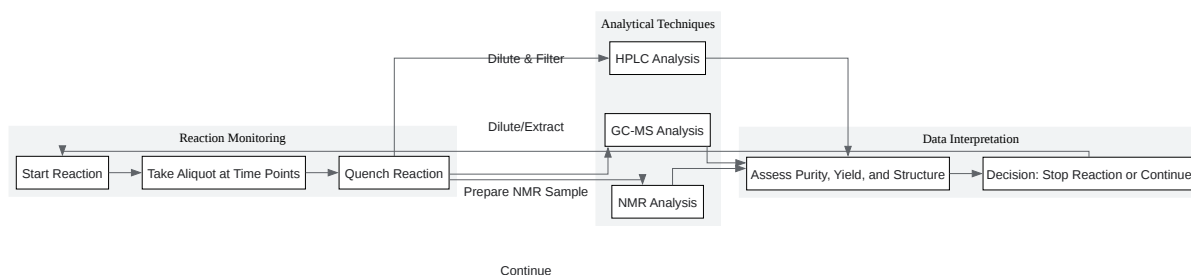 Analytical Techniques
Dilute & Filter
HPLC Analysis
Dilute/Extract
GC-MS Analysis
Reaction Monitoring
Data Interpretation
Start Reaction
Take Aliquot at Time Points
Quench Reaction
Assess Purity, Yield, and Structure
Decision: Stop Reaction or Continue
Prepare NMR Sample
NMR Analysis
Continue